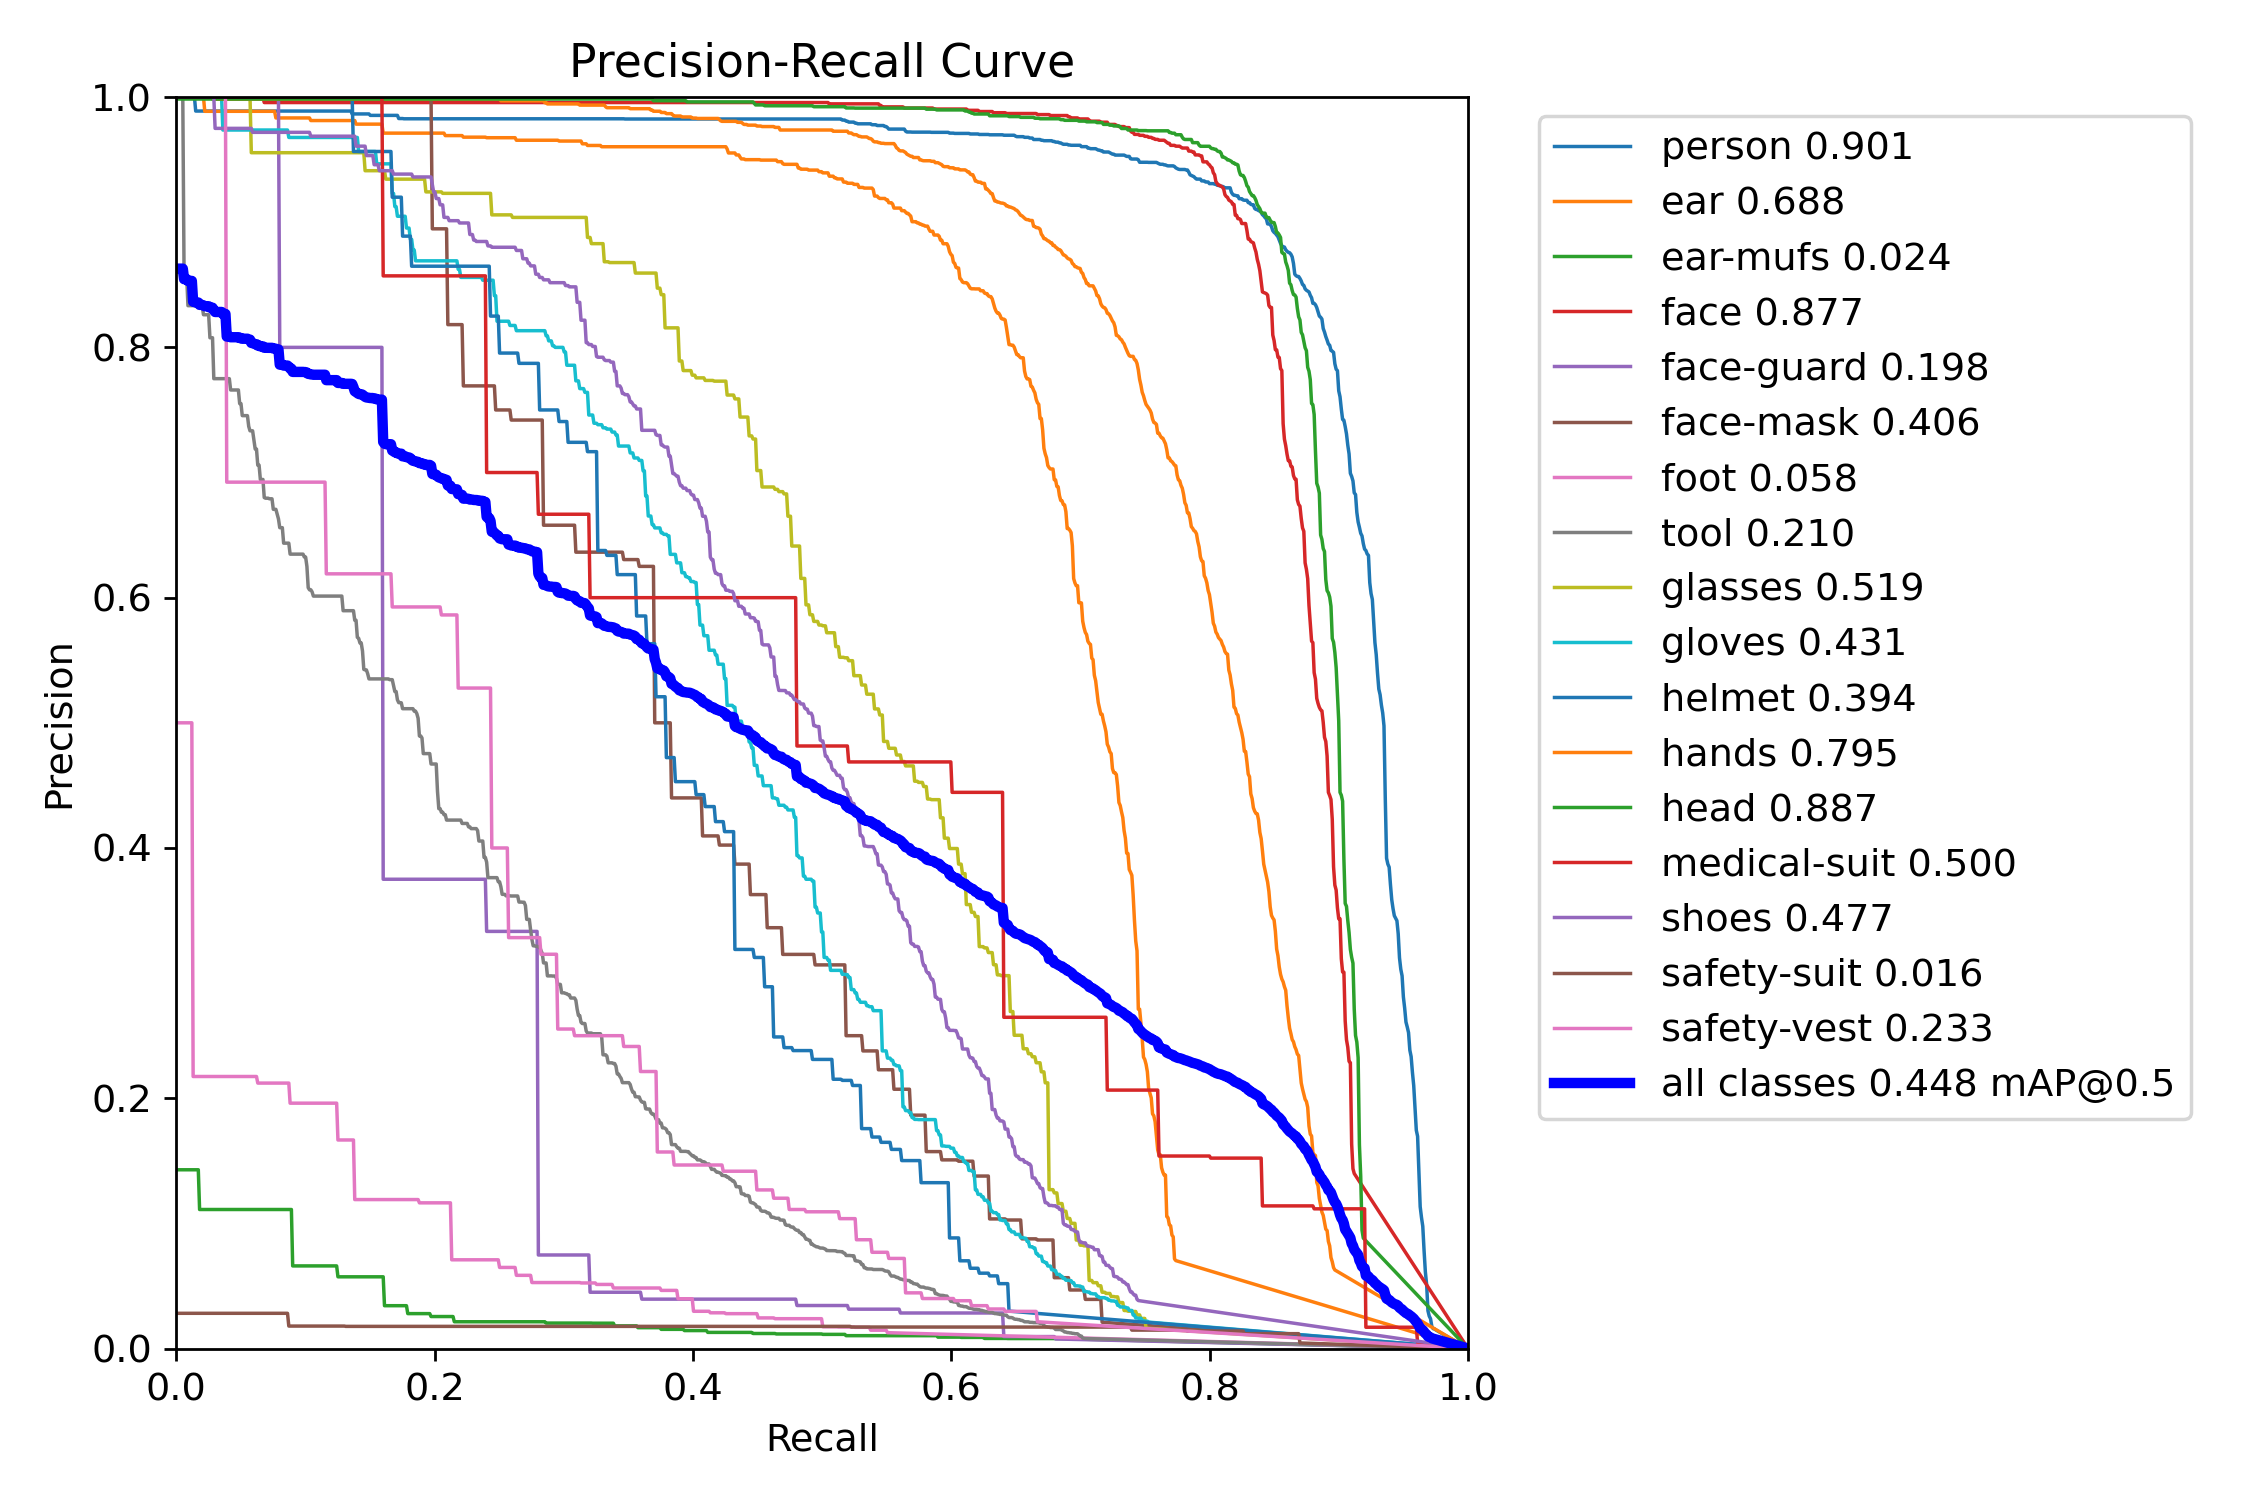 Precision-Recall Curve
1.0
0.8
0.6
0.4
0.2
0.0
Precision
0.0 0.2 0.4 0.6 0.8 1.0
Recall
person 0.901
ear 0.688
ear-mufs 0.024
face 0.877
face-guard 0.198
face-mask 0.406
foot 0.058
tool 0.210
glasses 0.519
gloves 0.431
helmet 0.394
hands 0.795
head 0.887
medical-suit 0.500
shoes 0.477
safety-suit 0.016
safety-vest 0.233
all classes 0.448 mAP@0.5